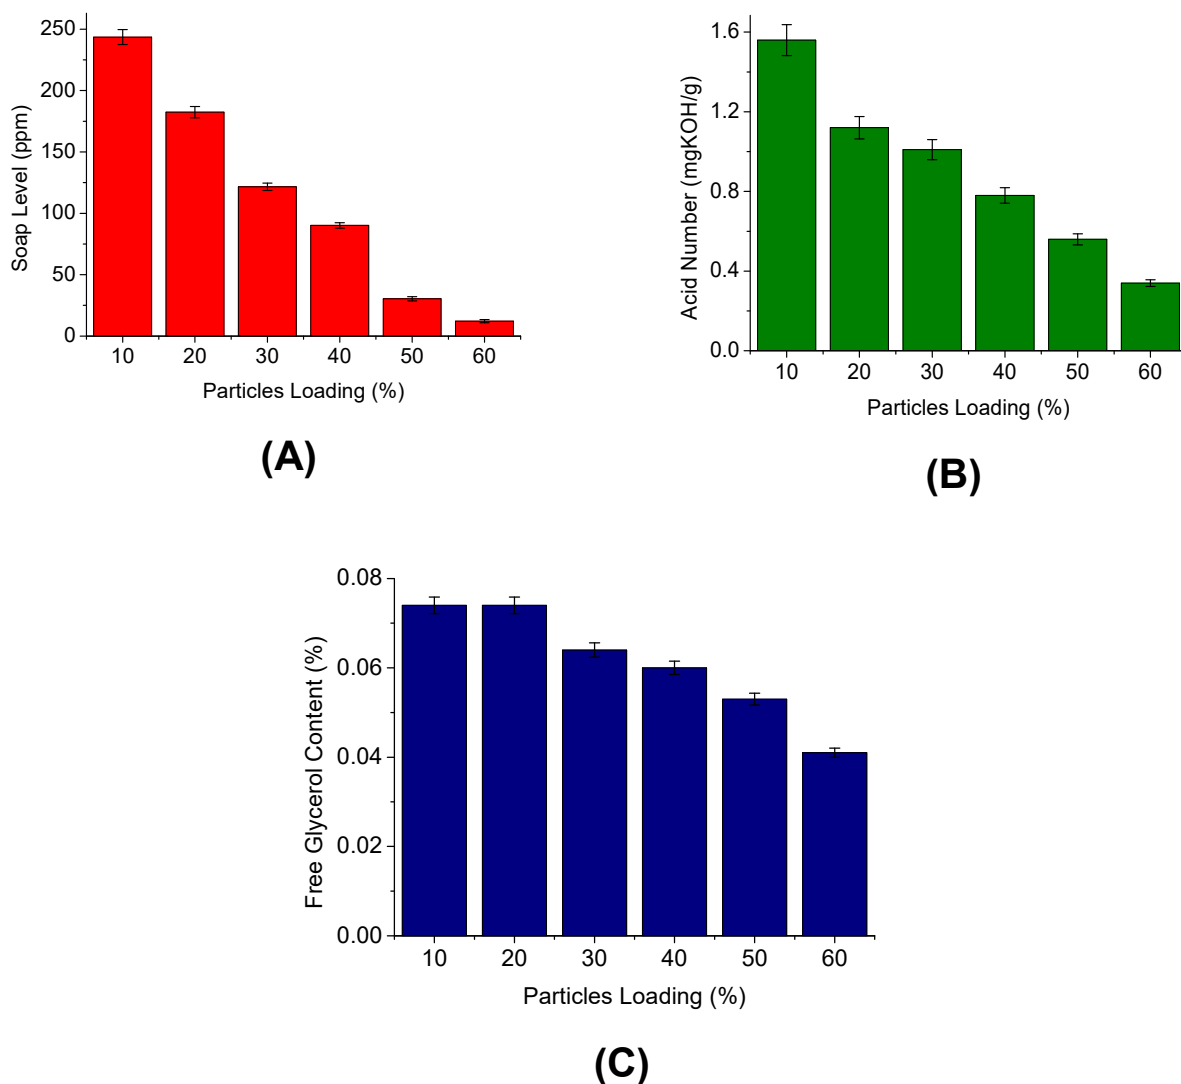 Soap Level (ppm)
250
200
150
100
50
0
10 20 30 40 50 60
Particles Loading (%)
(A)
Acid Number (mgKOH/g)
1.6
1.2
0.8
0.4
0.0
10 20 30 40 50 60
Particles Loading (%)
(B)
Free Glycerol Content (%)
0.08
0.06
0.04
0.02
0.00
10 20 30 40 50 60
Particles Loading (%)
(C)